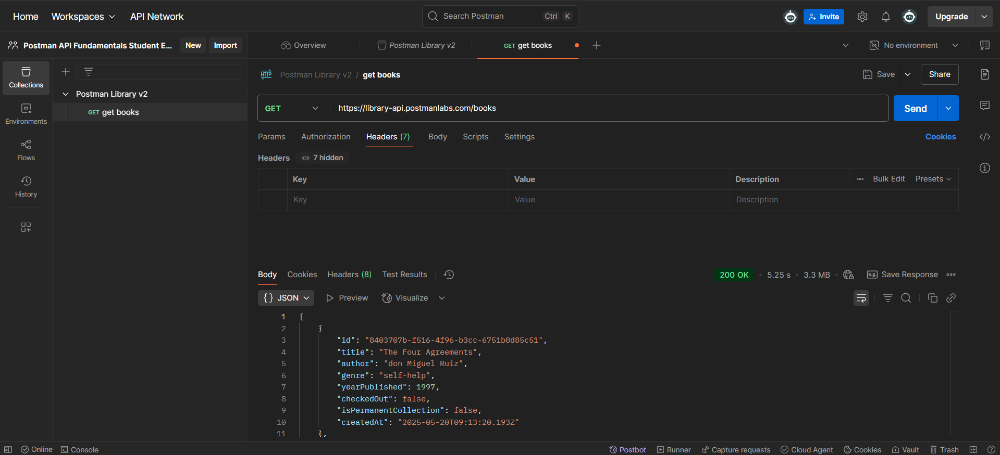 Home Workspaces API Network Search Postman Ctrl K Invite Upgrade
Postman API Fundamentals Student E... New Import Overview Postman Library v2 GET get books No environment
Collections
Environments
Flows
History
Postman Library v2
GET get books
HTTP Postman Library v2 / get books Save Share
GET https://library-api.postmanlabs.com/books Send
Params Authorization Headers (7) Body Scripts Settings Cookies
Headers 7 hidden
Key Value Description Bulk Edit Presets
Key Value Description
Body Cookies Headers (8) Test Results 200 OK • 5.25 s • 3.3 MB • e.g. Save Response
{} JSON Preview Visualize
1 [
2 {
3 "id": "8403707b-f516-4f96-b3cc-6751b8d85c51",
4 "title": "The Four Agreements",
5 "author": "don Miguel Ruiz",
6 "genre": "self-help",
7 "yearPublished": 1997,
8 "checkedOut": false,
9 "isPermanentCollection": false,
10 "createdAt": "2025-05-20T09:13:20.193Z"
11 },
Online Console Postbot Runner Capture requests Cloud Agent Cookies Vault Trash